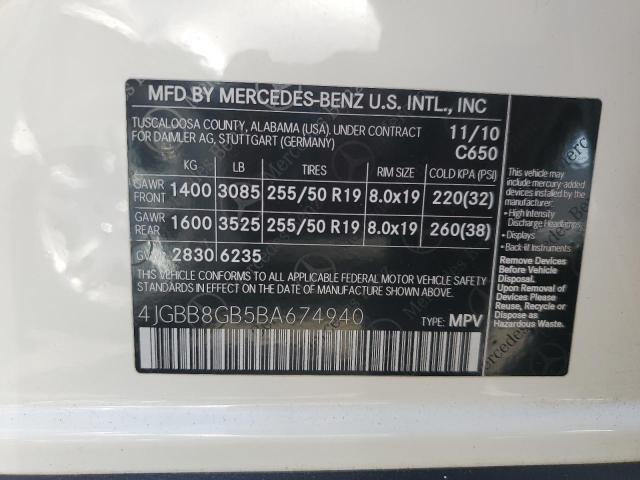 MFD BY MERCEDES-BENZ U.S. INTL., INC
TUSCALOOSA COUNTY, ALABAMA (USA). UNDER CONTRACT
FOR DAIMLER AG, STUTTGART (GERMANY)
11/10
C650
KG LB TIRES RIM SIZE COLD KPA (PSI)
GAWR FRONT 1400 3085 255/50 R19 8.0x19 220(32)
GAWR REAR 1600 3525 255/50 R19 8.0x19 260(38)
2830 6235
THIS VEHICLE CONFORMS TO ALL APPLICABLE FEDERAL MOTOR VEHICLE SAFETY
STANDARDS IN EFFECT ON THE DATE OF MANUFACTURE SHOWN ABOVE.
4JGBB8GB5BA674940
TYPE: MPV
This vehicle may
include mercury-added
devices installed by the
manufacturer:
• High Intensity
Discharge Headlamps
• Displays
• Back-lit Instruments
Remove Devices
Before Vehicle
Disposal.
Upon Removal of
Devices Please
Reuse, Recycle or
Dispose as
Hazardous Waste.